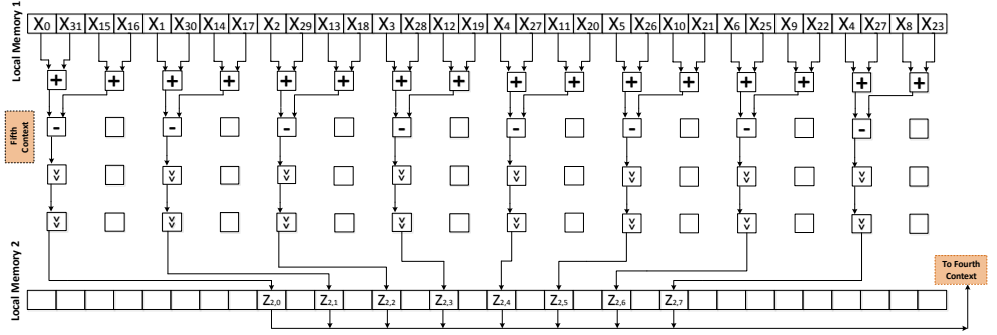 Local Memory 1
X0 X31 X15 X16 X1 X30 X14 X17 X2 X29 X13 X18 X3 X28 X12 X19 X4 X27 X11 X20 X5 X26 X10 X21 X6 X25 X9 X22 X4 X27 X8 X23
+ + + + + + + + + + + + + + + +
Fifth
Context
- - - - - - - -
>> >> >> >> >> >> >> >>
>> >> >> >> >> >> >> >>
To Fourth
Context
Local Memory 2
Z2,0 Z2,1 Z2,2 Z2,3 Z2,4 Z2,5 Z2,6 Z2,7